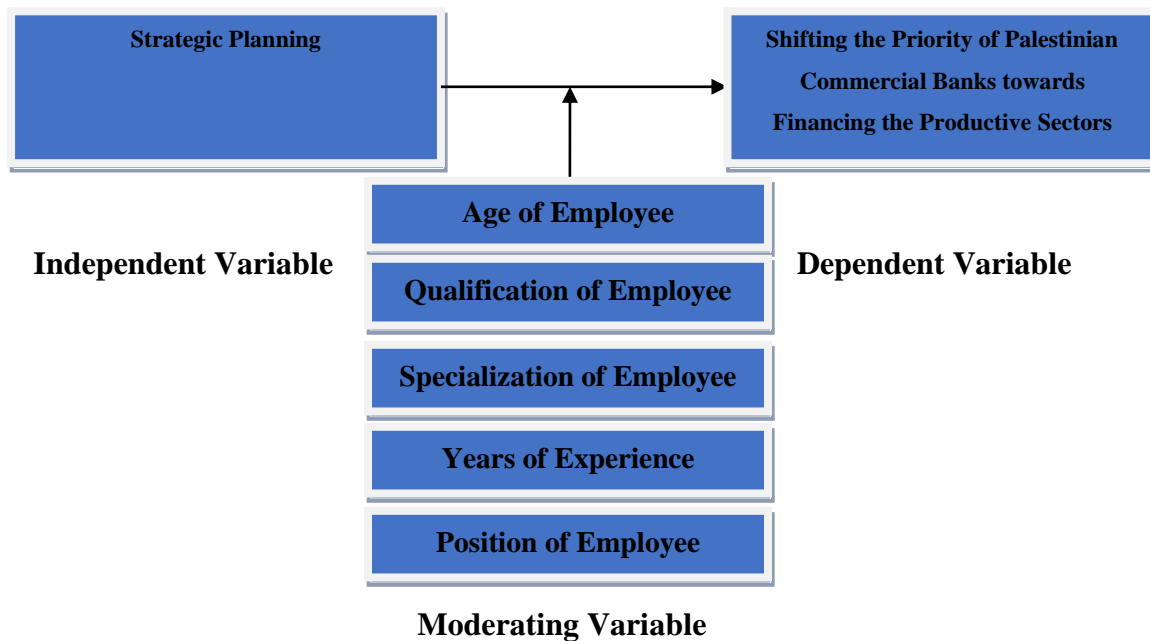 Strategic Planning
Shifting the Priority of Palestinian
Commercial Banks towards
Financing the Productive Sectors
Age of Employee
Independent Variable
Dependent Variable
Qualification of Employee
Specialization of Employee
Years of Experience
Position of Employee
Moderating Variable